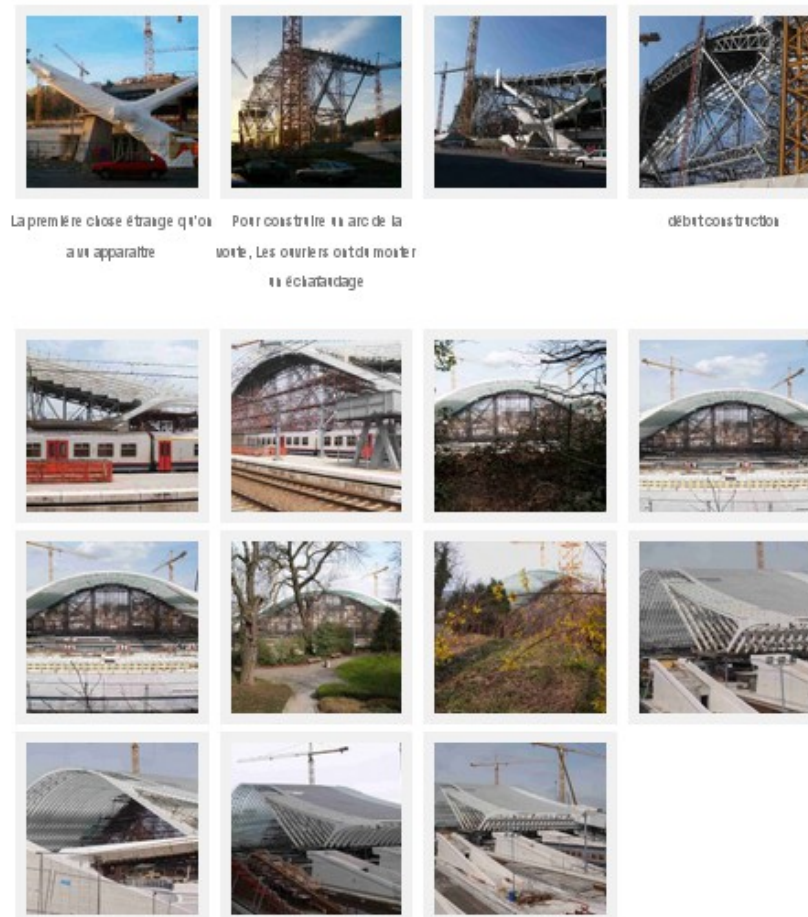 La première chose étrange qu'on
a vu apparaître
Pour construire un arc de la
voute, Les ouvriers ont du monter
un échafaudage
début construction